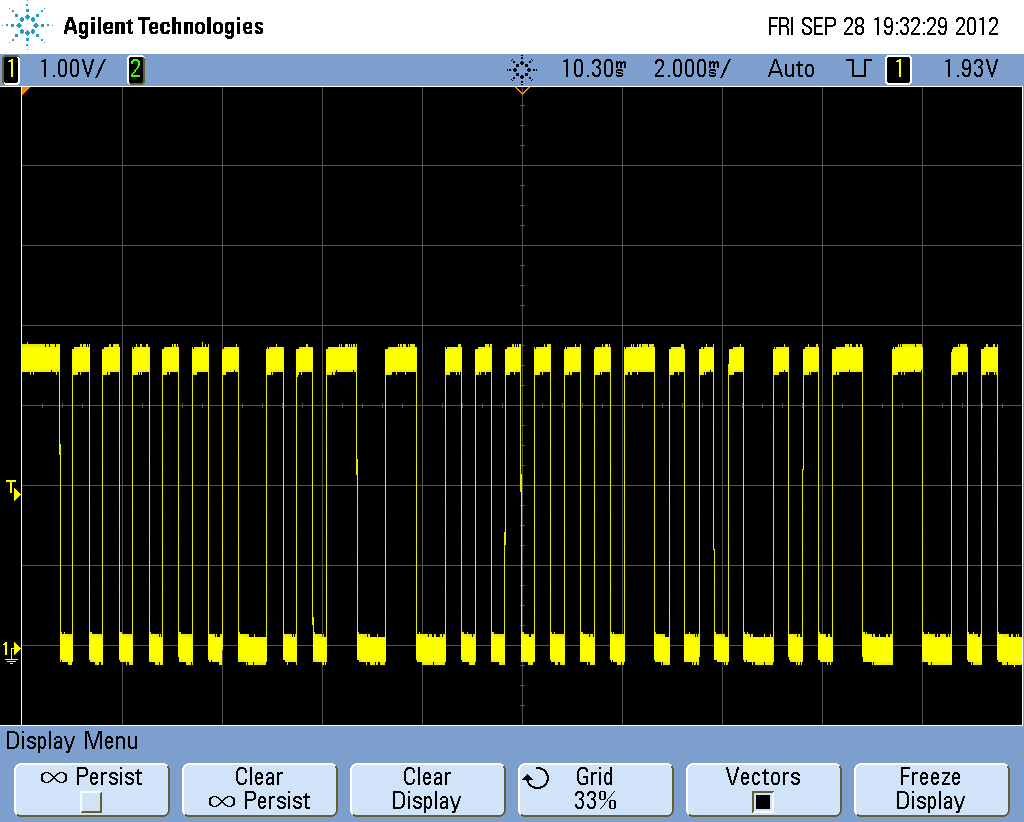 Agilent Technologies FRI SEP 28 19:32:29 2012
1 1.00V/ 2 10.30ms 2.000ms/ Auto 1 1.93V
T
1
Display Menu
∞ Persist
Clear
∞ Persist
Clear
Display
Grid
33%
Vectors
Freeze
Display